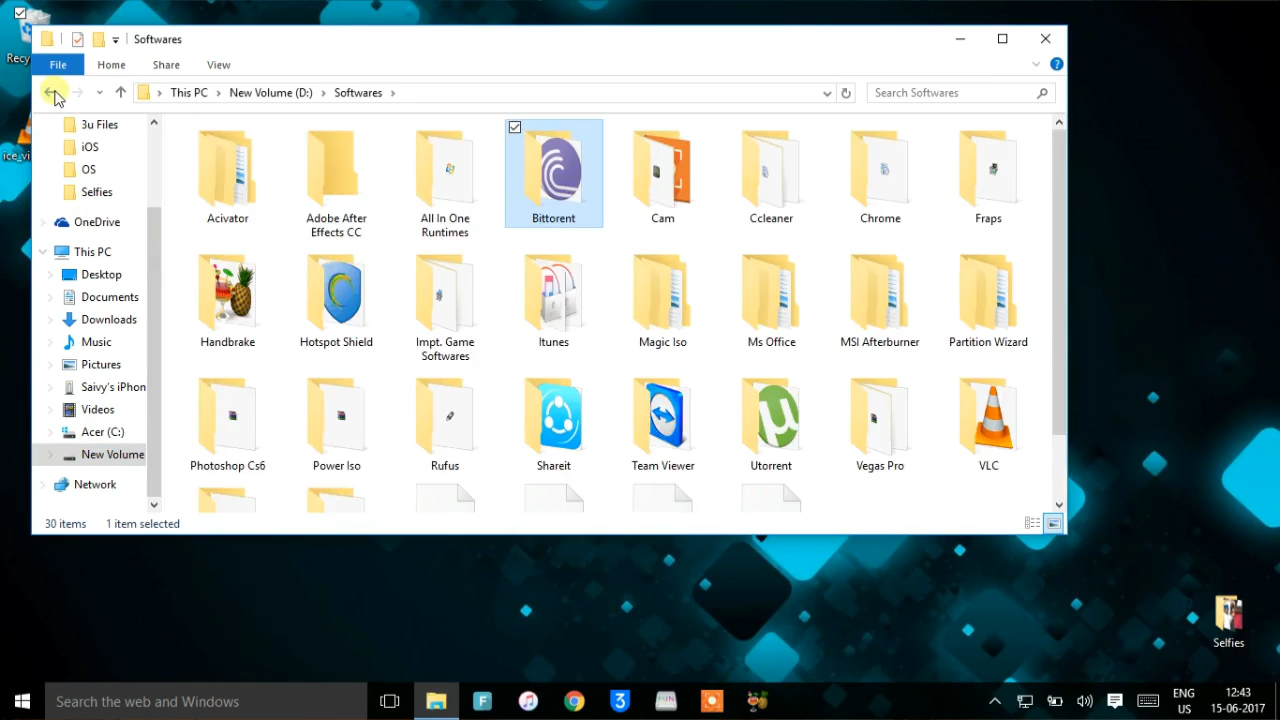 Softwares
File
Home
Share
View
This PC
New Volume (D:)
Softwares
Search Softwares
3u Files
iOS
OS
Selfies
OneDrive
This PC
Desktop
Documents
Downloads
Music
Pictures
Saivy's iPhon
Videos
Acer (C:)
New Volume
Network
Acivator
Adobe After
Effects CC
All In One
Runtimes
Bittorent
Cam
Ccleaner
Chrome
Fraps
Handbrake
Hotspot Shield
Impt. Game
Softwares
Itunes
Magic Iso
Ms Office
MSI Afterburner
Partition Wizard
Photoshop Cs6
Power Iso
Rufus
Shareit
Team Viewer
Utorrent
Vegas Pro
VLC
30 items
1 item selected
Recy
ice_vi
Selfies
Search the web and Windows
ENG
US
12:43
15-06-2017